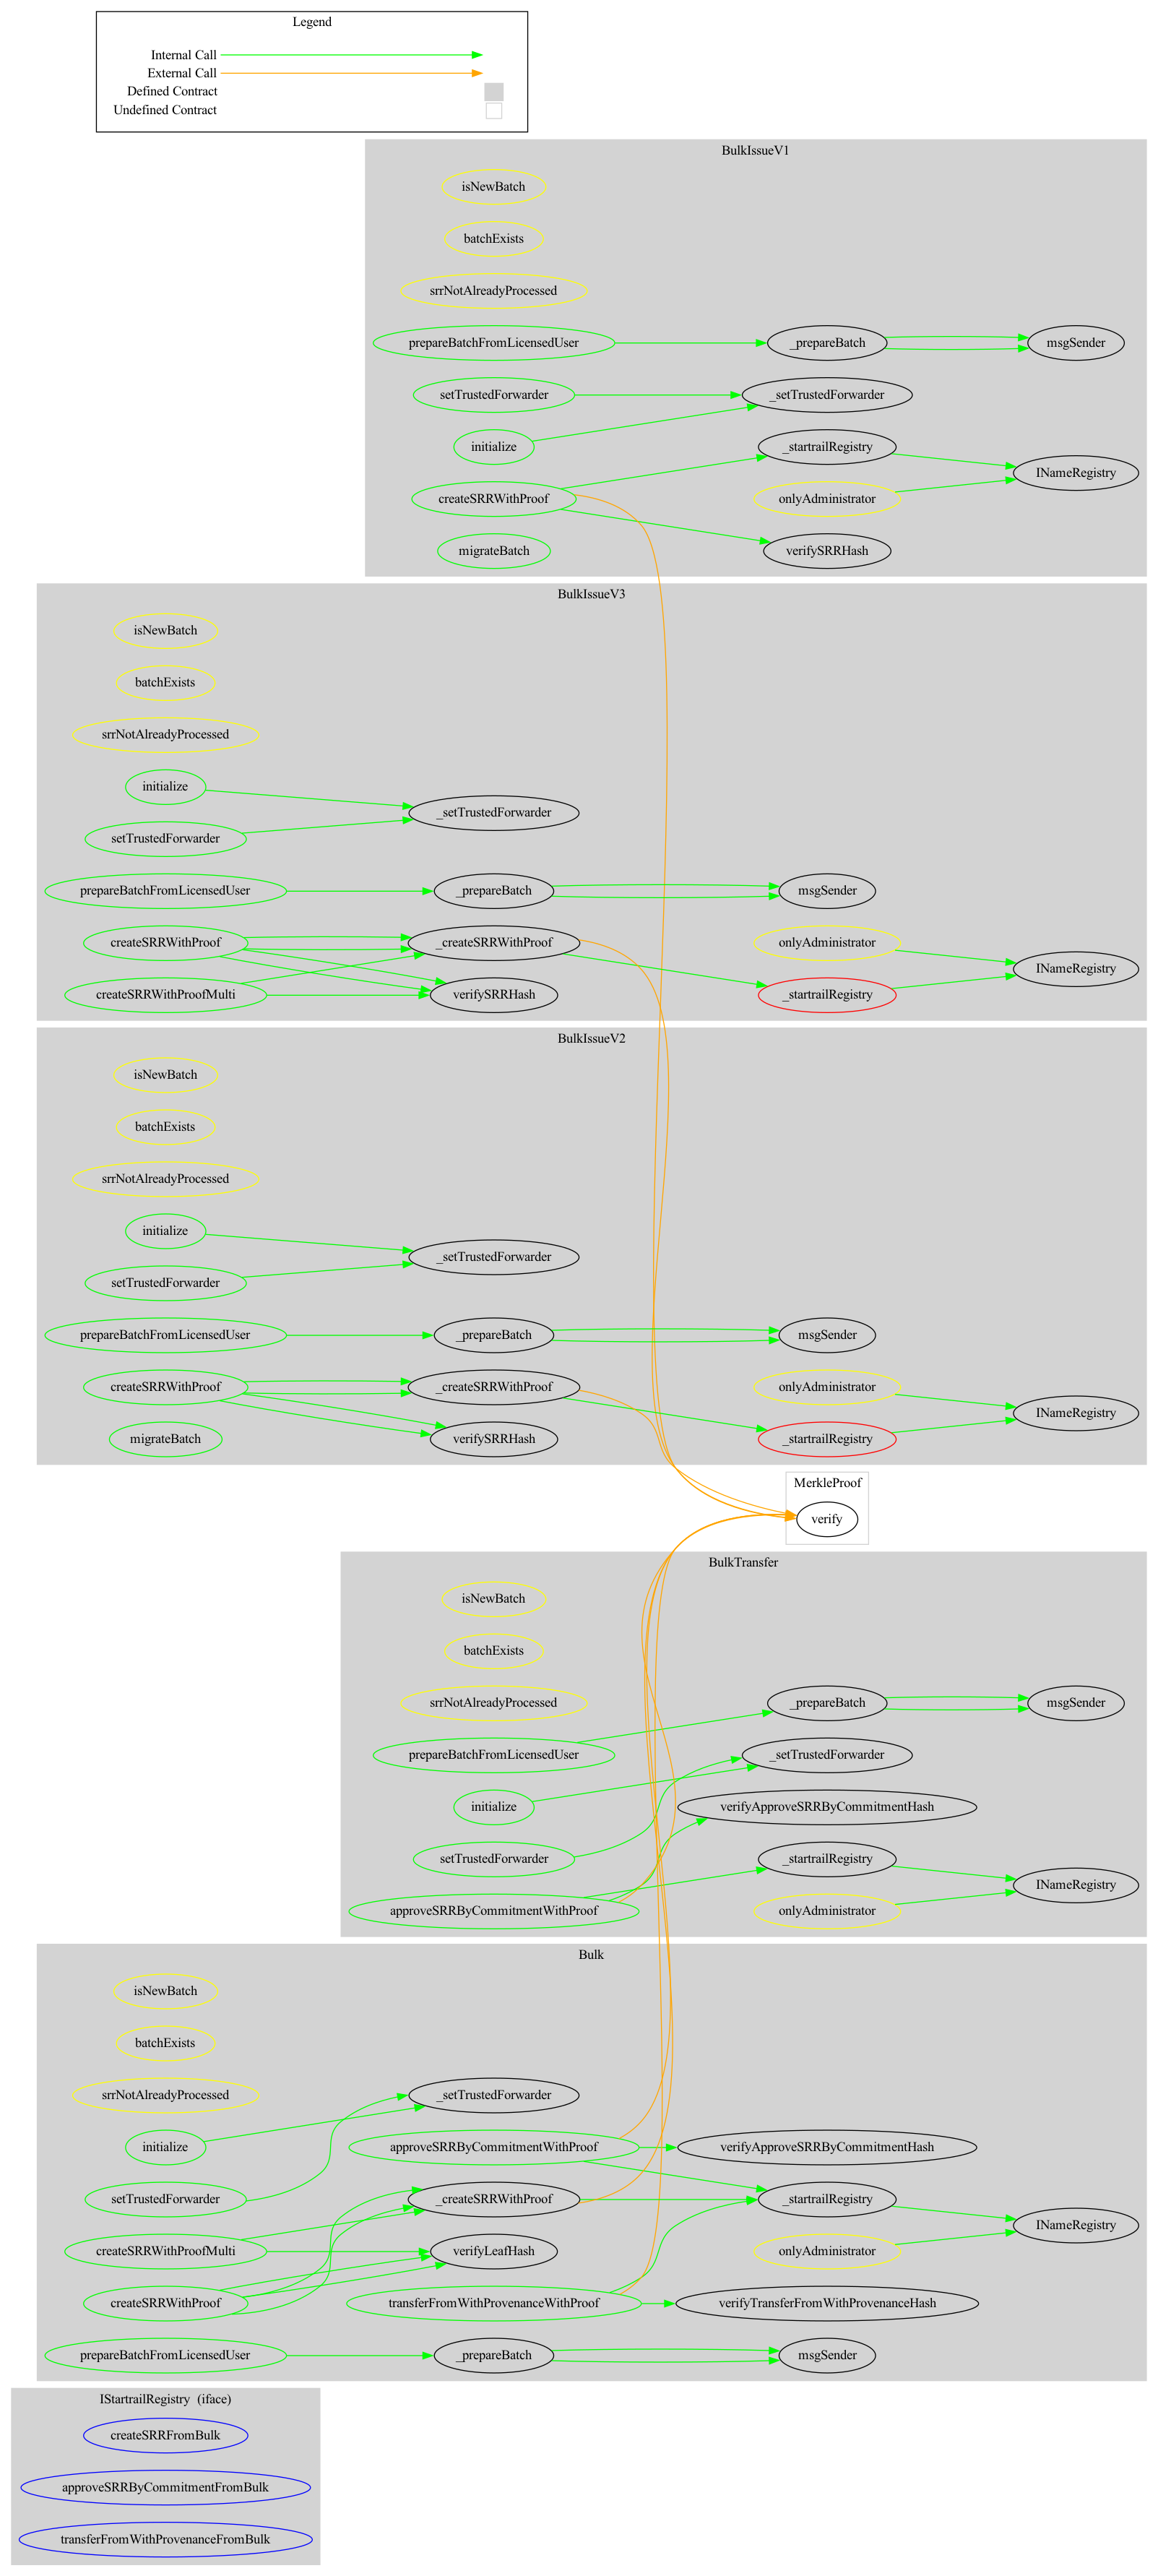 Legend
Internal Call
External Call
Defined Contract
Undefined Contract
BulkIssueV1
isNewBatch
batchExists
srrNotAlreadyProcessed
prepareBatchFromLicensedUser
_prepareBatch
msgSender
setTrustedForwarder
_setTrustedForwarder
initialize
_startrailRegistry
INameRegistry
createSRRWithProof
onlyAdministrator
migrateBatch
verifySRRHash
BulkIssueV3
isNewBatch
batchExists
srrNotAlreadyProcessed
initialize
_setTrustedForwarder
setTrustedForwarder
prepareBatchFromLicensedUser
_prepareBatch
msgSender
createSRRWithProof
_createSRRWithProof
onlyAdministrator
INameRegistry
createSRRWithProofMulti
verifySRRHash
_startrailRegistry
BulkIssueV2
isNewBatch
batchExists
srrNotAlreadyProcessed
initialize
_setTrustedForwarder
setTrustedForwarder
prepareBatchFromLicensedUser
_prepareBatch
msgSender
createSRRWithProof
_createSRRWithProof
onlyAdministrator
INameRegistry
migrateBatch
verifySRRHash
_startrailRegistry
MerkleProof
verify
BulkTransfer
isNewBatch
batchExists
srrNotAlreadyProcessed
_prepareBatch
msgSender
prepareBatchFromLicensedUser
_setTrustedForwarder
initialize
verifyApproveSRRByCommitmentHash
setTrustedForwarder
_startrailRegistry
INameRegistry
approveSRRByCommitmentWithProof
onlyAdministrator
Bulk
isNewBatch
batchExists
srrNotAlreadyProcessed
_setTrustedForwarder
initialize
approveSRRByCommitmentWithProof
verifyApproveSRRByCommitmentHash
setTrustedForwarder
_createSRRWithProof
_startrailRegistry
INameRegistry
createSRRWithProofMulti
verifyLeafHash
onlyAdministrator
createSRRWithProof
transferFromWithProvenanceWithProof
verifyTransferFromWithProvenanceHash
prepareBatchFromLicensedUser
_prepareBatch
msgSender
IStartrailRegistry (iface)
createSRRFromBulk
approveSRRByCommitmentFromBulk
transferFromWithProvenanceFromBulk